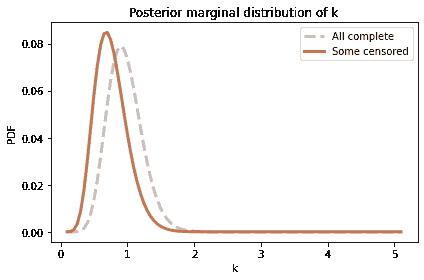 Posterior marginal distribution of k
All complete
Some censored
0.08
0.06
0.04
0.02
0.00
PDF
0 1 2 3 4 5
k